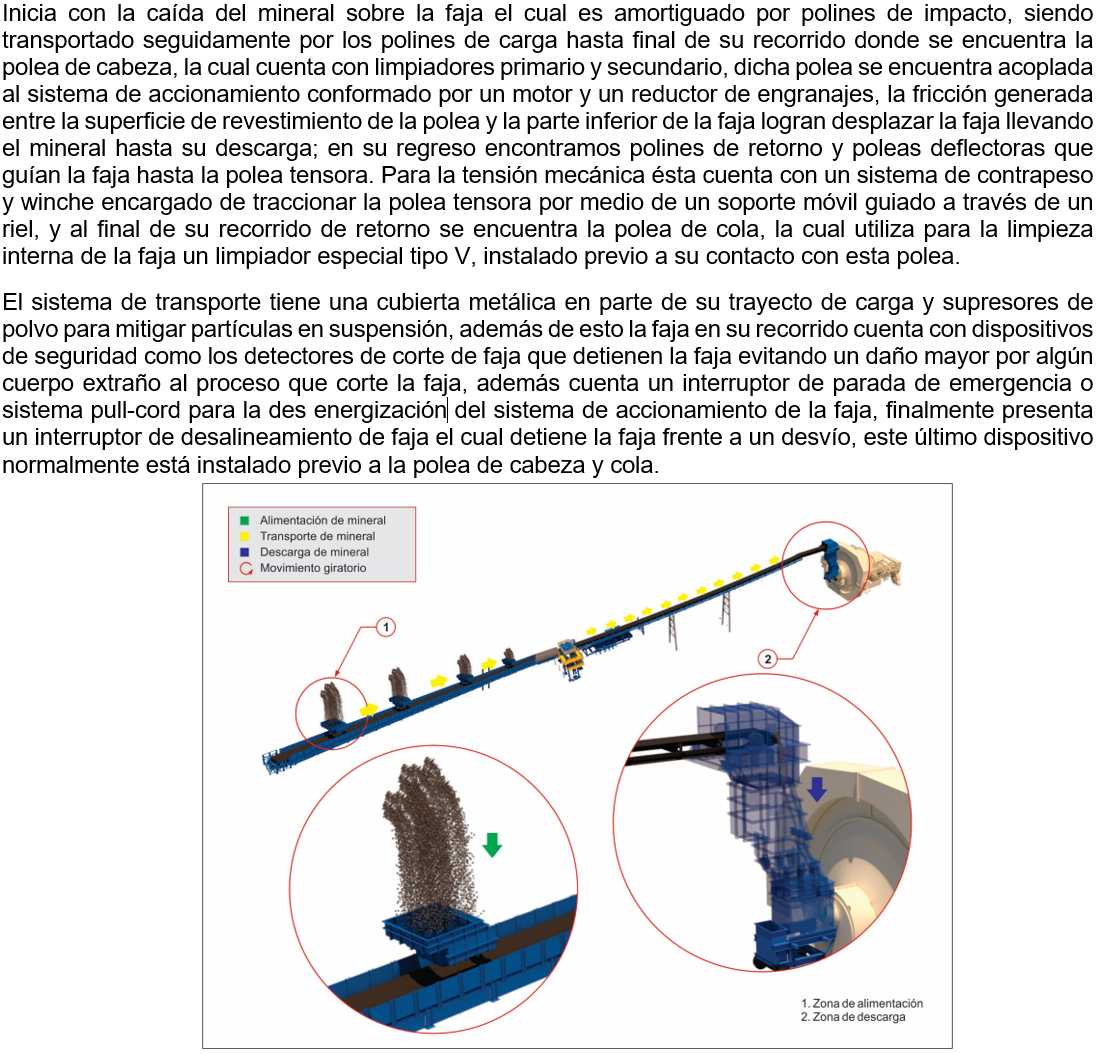 Inicia con la caída del mineral sobre la faja el cual es amortiguado por polines de impacto, siendo
transportado seguidamente por los polines de carga hasta final de su recorrido donde se encuentra la
polea de cabeza, la cual cuenta con limpiadores primario y secundario, dicha polea se encuentra acoplada
al sistema de accionamiento conformado por un motor y un reductor de engranajes, la fricción generada
entre la superficie de revestimiento de la polea y la parte inferior de la faja logran desplazar la faja llevando
el mineral hasta su descarga; en su regreso encontramos polines de retorno y poleas deflectoras que
guían la faja hasta la polea tensora. Para la tensión mecánica ésta cuenta con un sistema de contrapeso
y winche encargado de traccionar la polea tensora por medio de un soporte móvil guiado a través de un
riel, y al final de su recorrido de retorno se encuentra la polea de cola, la cual utiliza para la limpieza
interna de la faja un limpiador especial tipo V, instalado previo a su contacto con esta polea.
El sistema de transporte tiene una cubierta metálica en parte de su trayecto de carga y supresores de
polvo para mitigar partículas en suspensión, además de esto la faja en su recorrido cuenta con dispositivos
de seguridad como los detectores de corte de faja que detienen la faja evitando un daño mayor por algún
cuerpo extraño al proceso que corte la faja, además cuenta un interruptor de parada de emergencia o
sistema pull-cord para la des energización del sistema de accionamiento de la faja, finalmente presenta
un interruptor de desalineamiento de faja el cual detiene la faja frente a un desvío, este último dispositivo
normalmente está instalado previo a la polea de cabeza y cola.
Alimentación de mineral
Transporte de mineral
Descarga de mineral
Movimiento giratorio
1
2
1. Zona de alimentación
2. Zona de descarga